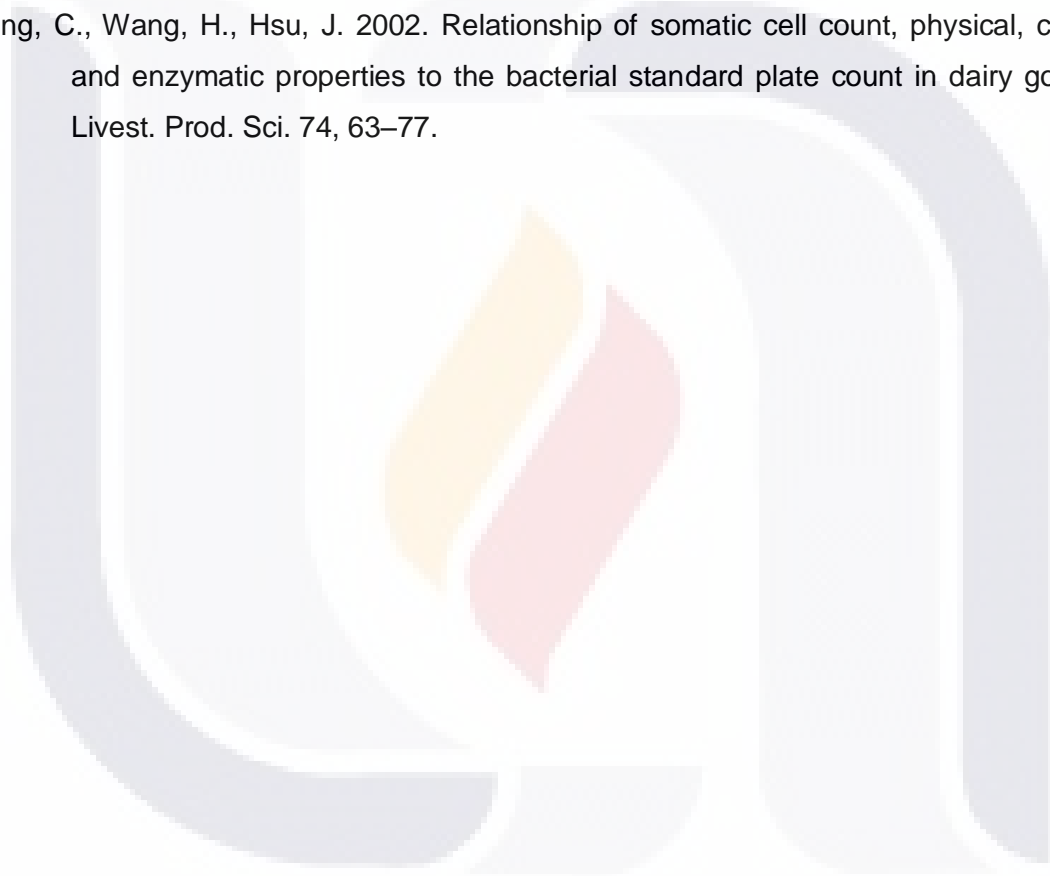 ng, C., Wang, H., Hsu, J. 2002. Relationship of somatic cell count, physical, c
and enzymatic properties to the bacterial standard plate count in dairy go
Livest. Prod. Sci. 74, 63–77.